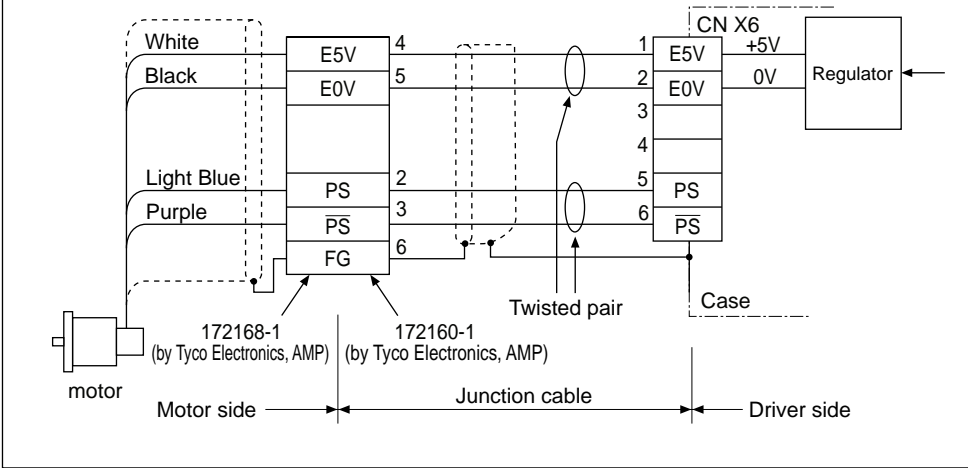 CN X6
White
4
1
+5V
E5V
E5V
Black
5
2
0V
Regulator
E0V
E0V
3
4
Light Blue
2
5
PS
PS
Purple
3
6
P̅S̅
P̅S̅
6
FG
Twisted pair
Case
172168-1
172160-1
(by Tyco Electronics, AMP)
(by Tyco Electronics, AMP)
motor
Motor side
Junction cable
Driver side